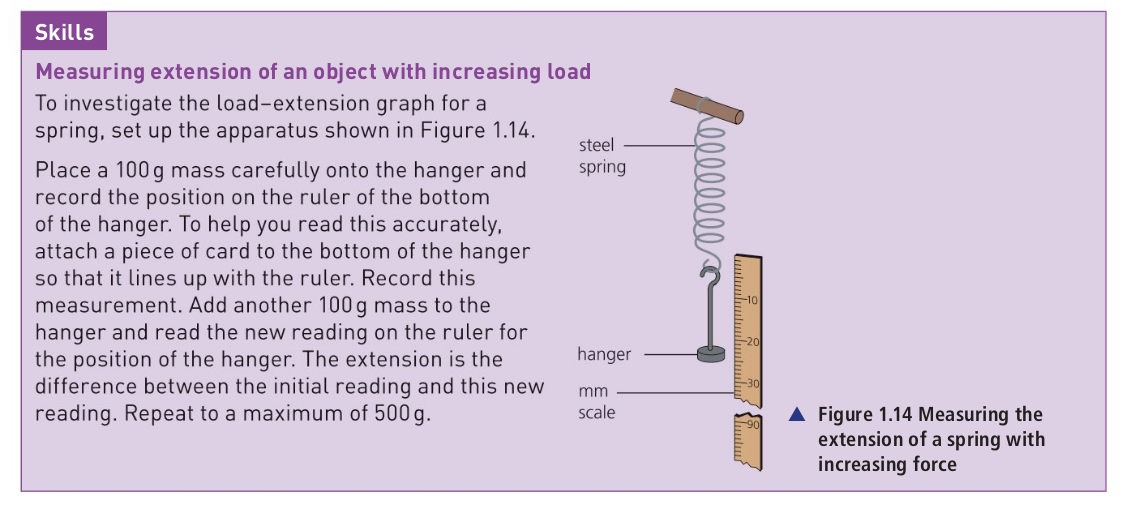 Skills
Measuring extension of an object with increasing load
To investigate the load–extension graph for a
spring, set up the apparatus shown in Figure 1.14.
Place a 100 g mass carefully onto the hanger and
record the position on the ruler of the bottom
of the hanger. To help you read this accurately,
attach a piece of card to the bottom of the hanger
so that it lines up with the ruler. Record this
measurement. Add another 100 g mass to the
hanger and read the new reading on the ruler for
the position of the hanger. The extension is the
difference between the initial reading and this new
reading. Repeat to a maximum of 500 g.
steel
spring
10
20
hanger
30
mm
scale
90
▲ Figure 1.14 Measuring the
extension of a spring with
increasing force